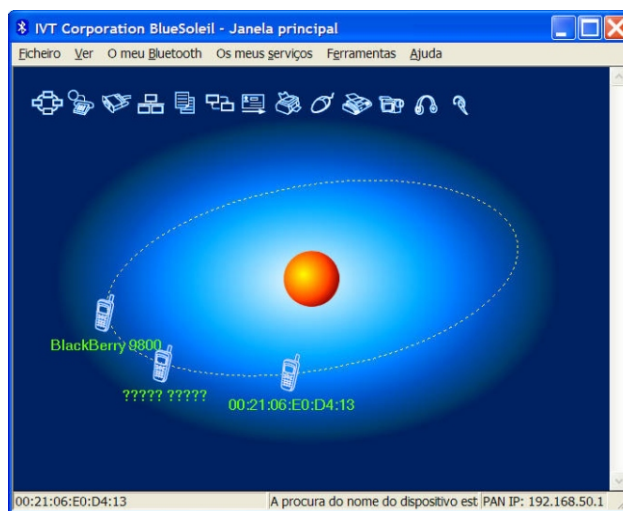 IVT Corporation BlueSoleil - Janela principal
Ficheiro Ver O meu Bluetooth Os meus serviços Ferramentas Ajuda
BlackBerry 9800
????? ?????
00:21:06:E0:D4:13
00:21:06:E0:D4:13 A procura do nome do dispositivo est PAN IP: 192.168.50.1